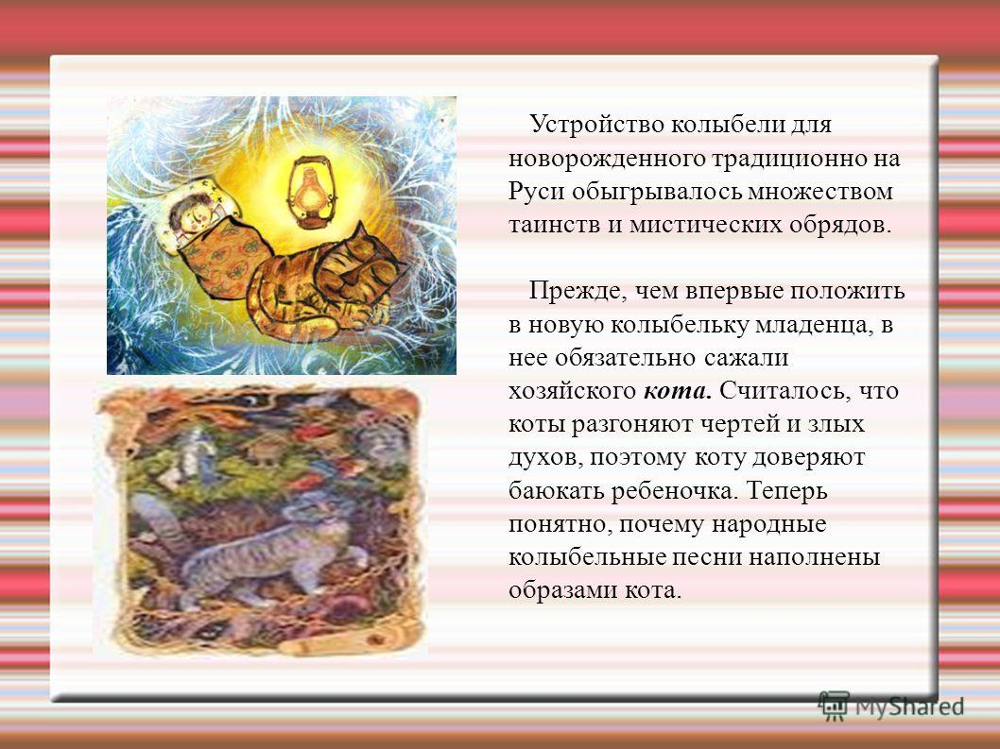 Устройство колыбели для
новорожденного традиционно на
Руси обыгрывалось множеством
таинств и мистических обрядов.
Прежде, чем впервые положить
в новую колыбельку младенца, в
нее обязательно сажали
хозяйского кота. Считалось, что
коты разгоняют чертей и злых
духов, поэтому коту доверяют
баюкать ребеночка. Теперь
понятно, почему народные
колыбельные песни наполнены
образами кота.
MyShared